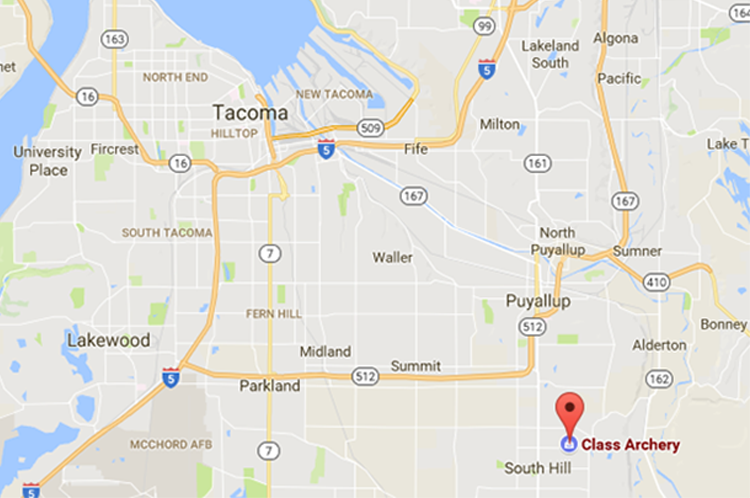 164
99
163
Lakeland
South
Algona
5
Pacific
NORTH END
NEW TACOMA
16
Tacoma
HILLTOP
509
Milton
5
Fife
University
Place
Fircrest
16
161
167
167
SOUTH TACOMA
7
Waller
North
Puyallup
Sumner
410
Puyallup
512
FERN HILL
Bonney
Lakewood
Alderton
Midland
Summit
5
Parkland
512
162
MCCHORD AFB
7
Class Archery
South Hill
5